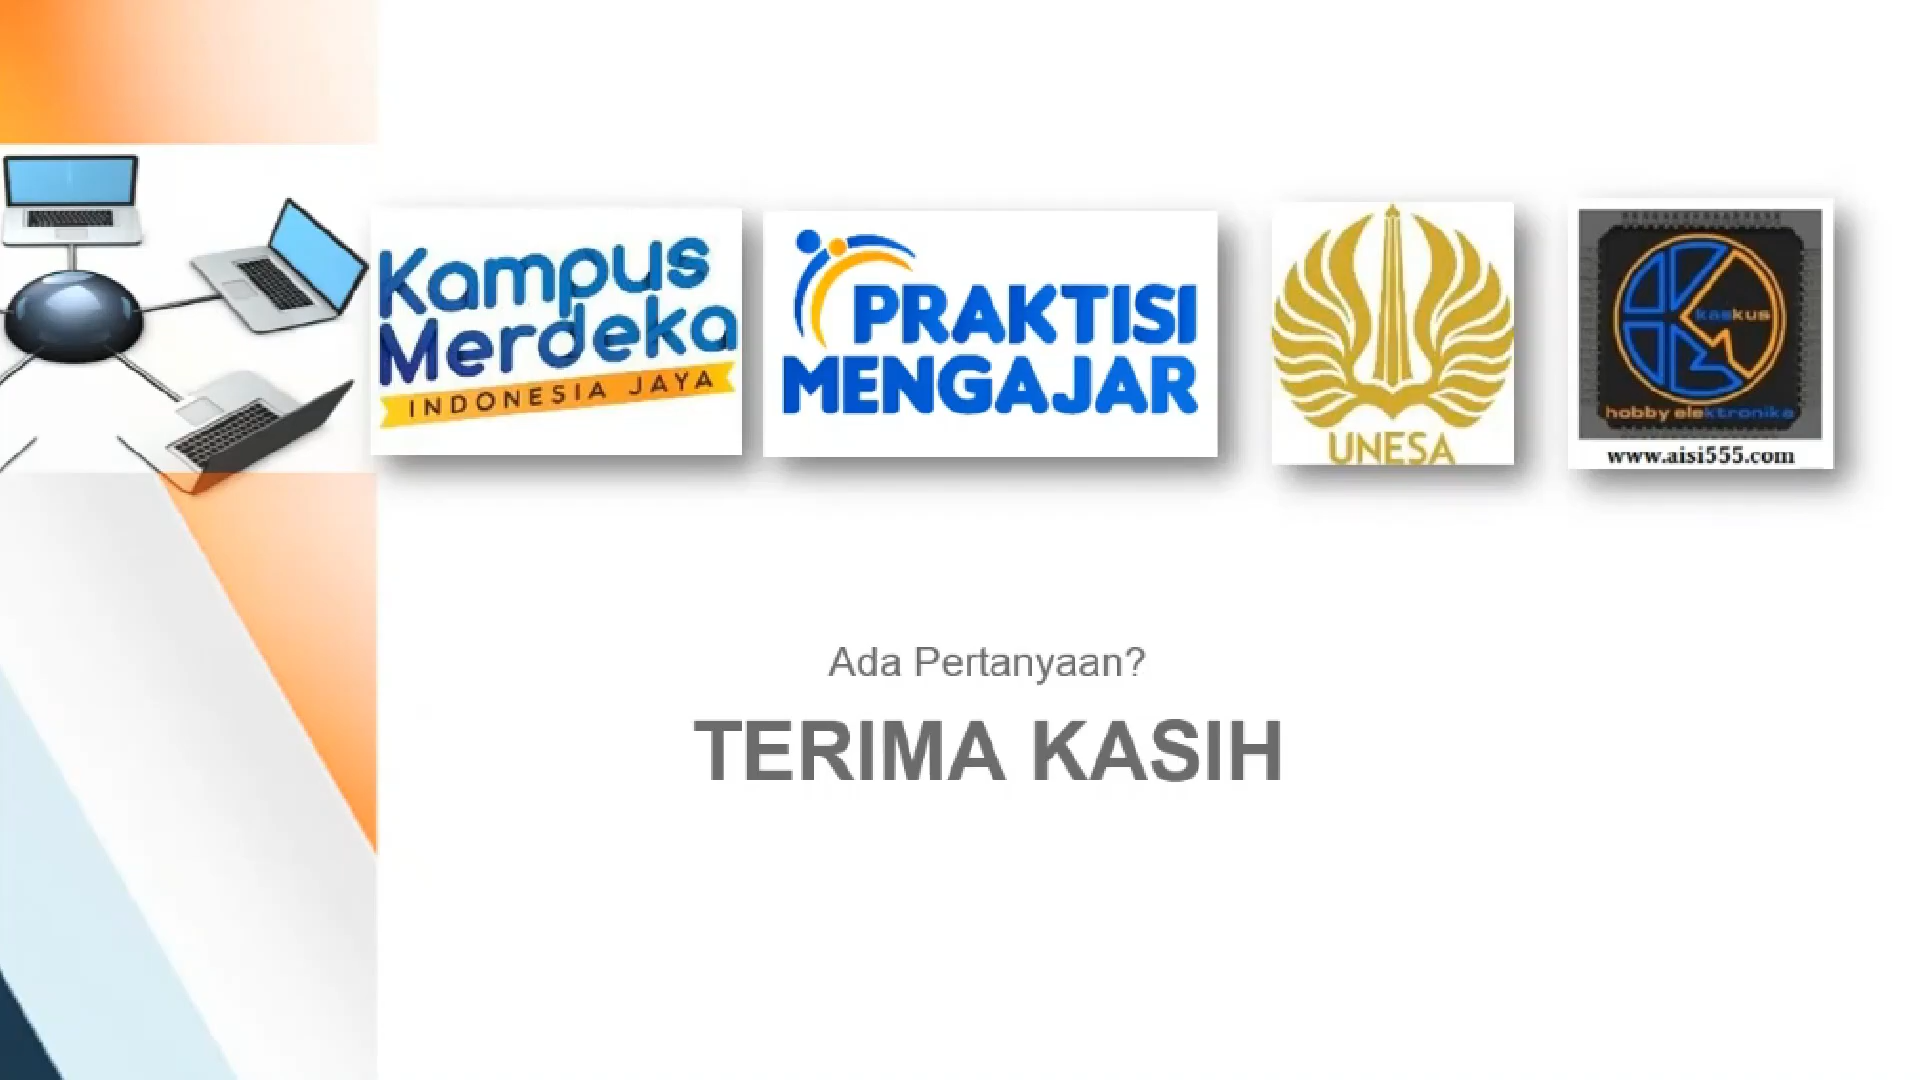 Kampus
Merdeka
INDONESIA JAYA
PRAKTISI
MENGAJAR
UNESA
kaskus
hobby elektronika
www.aisi555.com
Ada Pertanyaan?
TERIMA KASIH